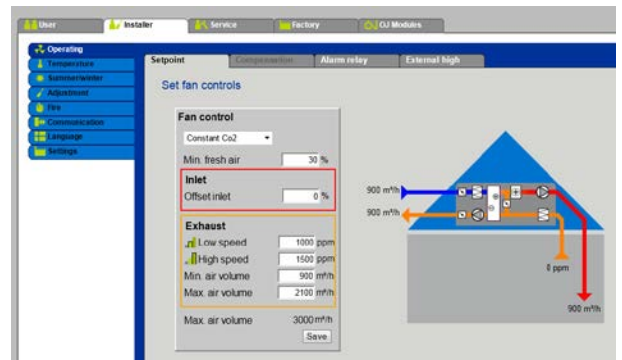 User Installer Service Factory OJ Modules
Operating
Temperature
Summer/winter
Adjustment
Fire
Communication
Language
Settings
Setpoint Compensation Alarm relay External high
Set fan controls
Fan control
Constant Co2
Min. fresh air 30 %
Inlet
Offset inlet 0 %
Exhaust
Low speed 1000 ppm
High speed 1500 ppm
Min. air volume 900 m³/h
Max. air volume 2100 m³/h
Max. air volume 3000 m³/h
Save
900 m³/h
900 m³/h
0 ppm
900 m³/h